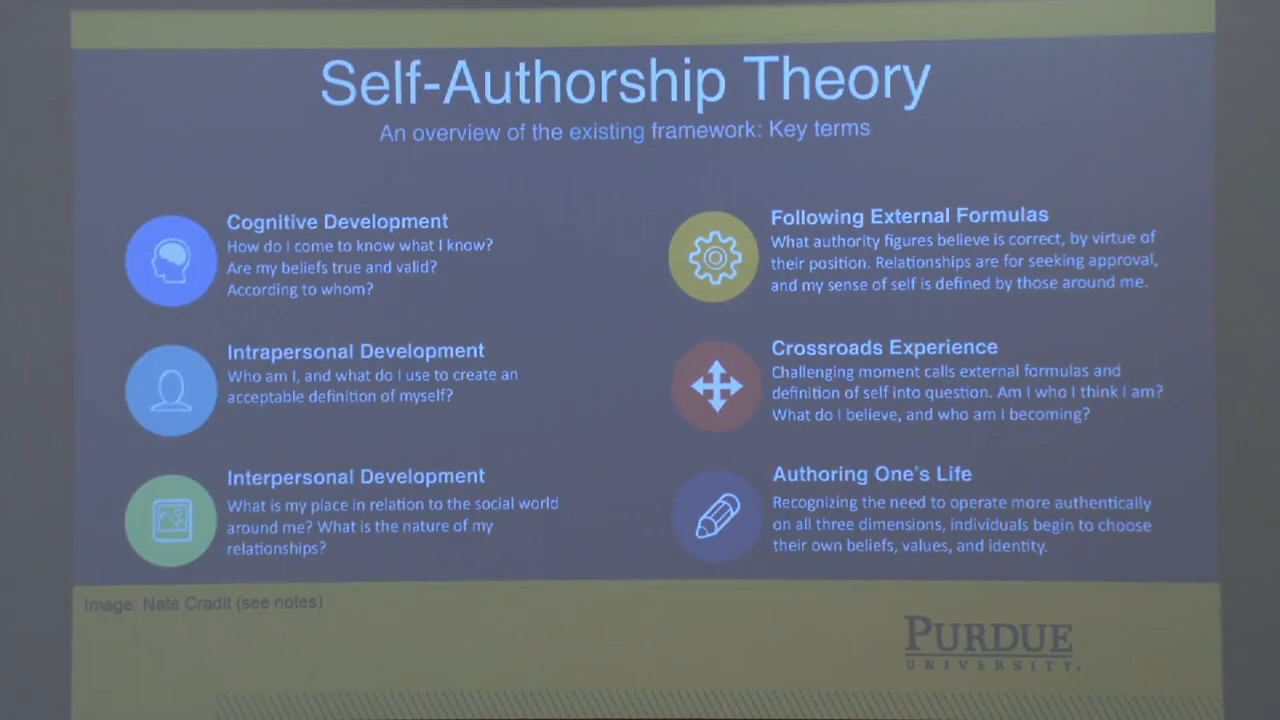 Self-Authorship Theory
An overview of the existing framework: Key terms
Cognitive Development
How do I come to know what I know?
Are my beliefs true and valid?
According to whom?
Intrapersonal Development
Who am I, and what do I use to create an
acceptable definition of myself?
Interpersonal Development
What is my place in relation to the social world
around me? What is the nature of my
relationships?
Following External Formulas
What authority figures believe is correct, by virtue of
their position. Relationships are for seeking approval,
and my sense of self is defined by those around me.
Crossroads Experience
Challenging moment calls external formulas and
definition of self into question. Am I who I think I am?
What do I believe, and who am I becoming?
Authoring One's Life
Recognizing the need to operate more authentically
on all three dimensions, individuals begin to choose
their own beliefs, values, and identity.
Image: Nate Cradit (see notes)
PURDUE
UNIVERSITY.